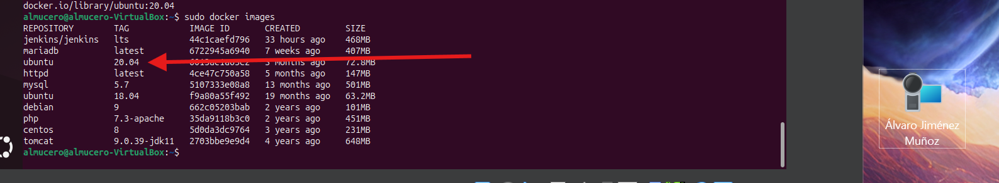 docker.io/library/ubuntu:20.04
almucero@almucero-VirtualBox:~$ sudo docker images
REPOSITORY TAG IMAGE ID CREATED SIZE
jenkins/jenkins lts 44c1caefd796 33 hours ago 468MB
mariadb latest 6722945a6940 7 weeks ago 407MB
ubuntu 20.04 months ago 72.8MB
httpd latest 4ce47c750a58 5 months ago 147MB
mysql 5.7 5107333e08a8 13 months ago 501MB
ubuntu 18.04 f9a80a55f492 19 months ago 63.2MB
debian 9 662c05203bab 2 years ago 101MB
php 7.3-apache 35da9118b3c0 2 years ago 451MB
centos 8 5d0da3dc9764 3 years ago 231MB
tomcat 9.0.39-jdk11 2703bbe9e9d4 4 years ago 648MB
almucero@almucero-VirtualBox:~$
Álvaro Jiménez
Muñoz